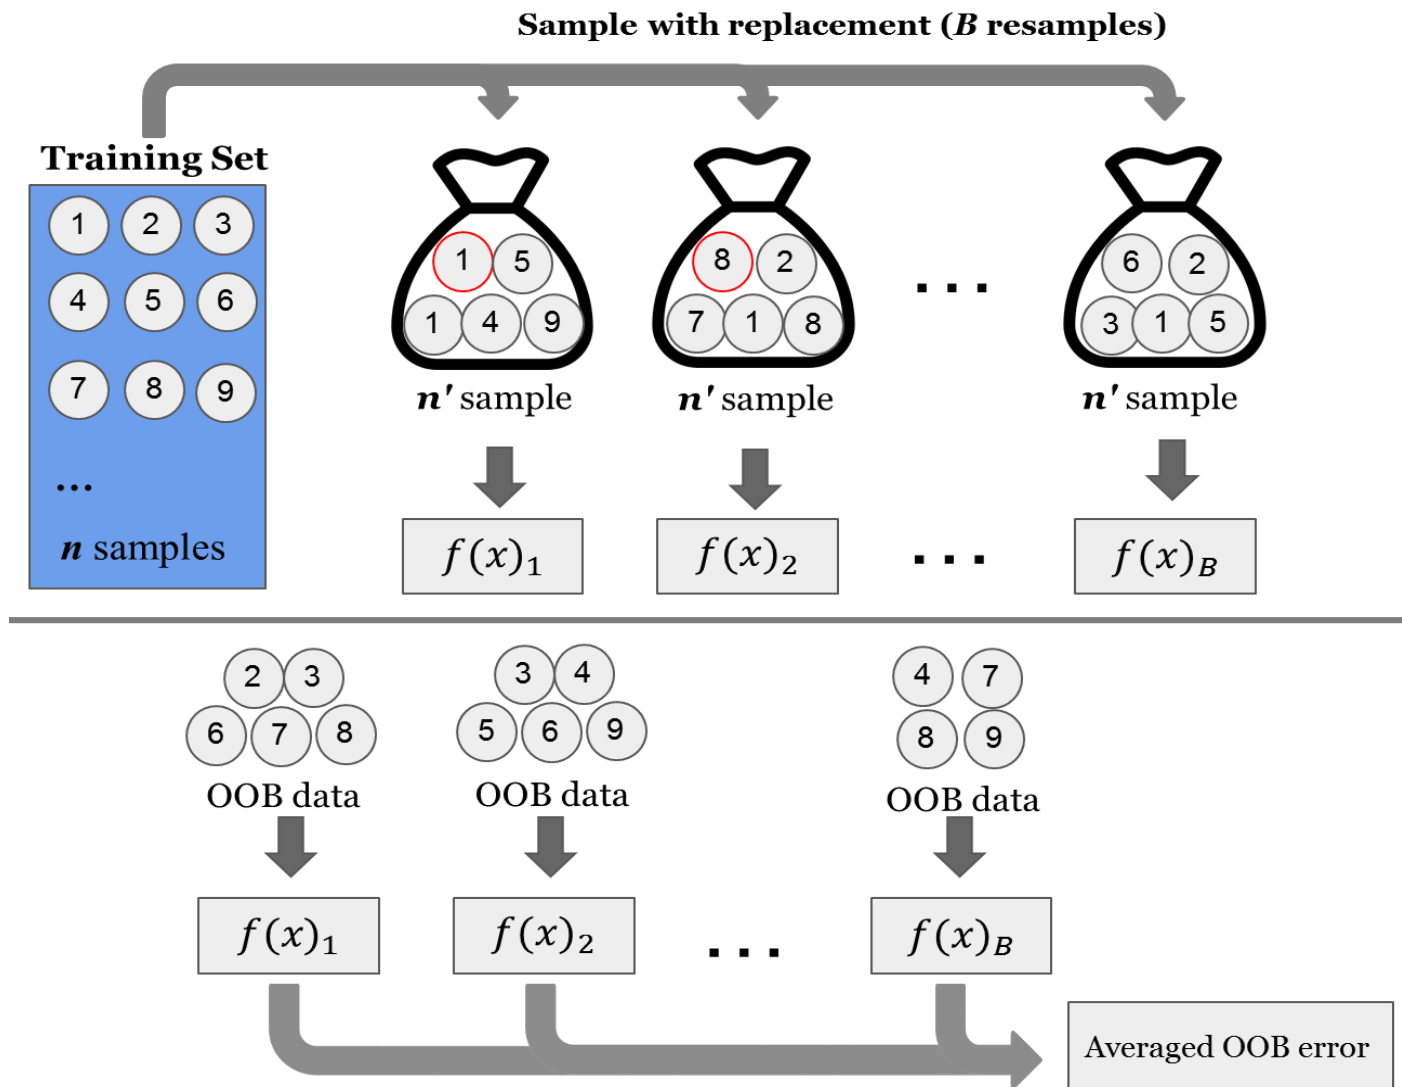 Sample with replacement (B resamples)
Training Set
1 2 3
4 5 6
7 8 9
...
n samples
1 5
1 4 9
n' sample
8 2
7 1 8
n' sample
...
6 2
3 1 5
n' sample
f(x)₁
f(x)₂
...
f(x)B
2 3
6 7 8
OOB data
3 4
5 6 9
OOB data
4 7
8 9
OOB data
f(x)₁
f(x)₂
...
f(x)B
Averaged OOB error